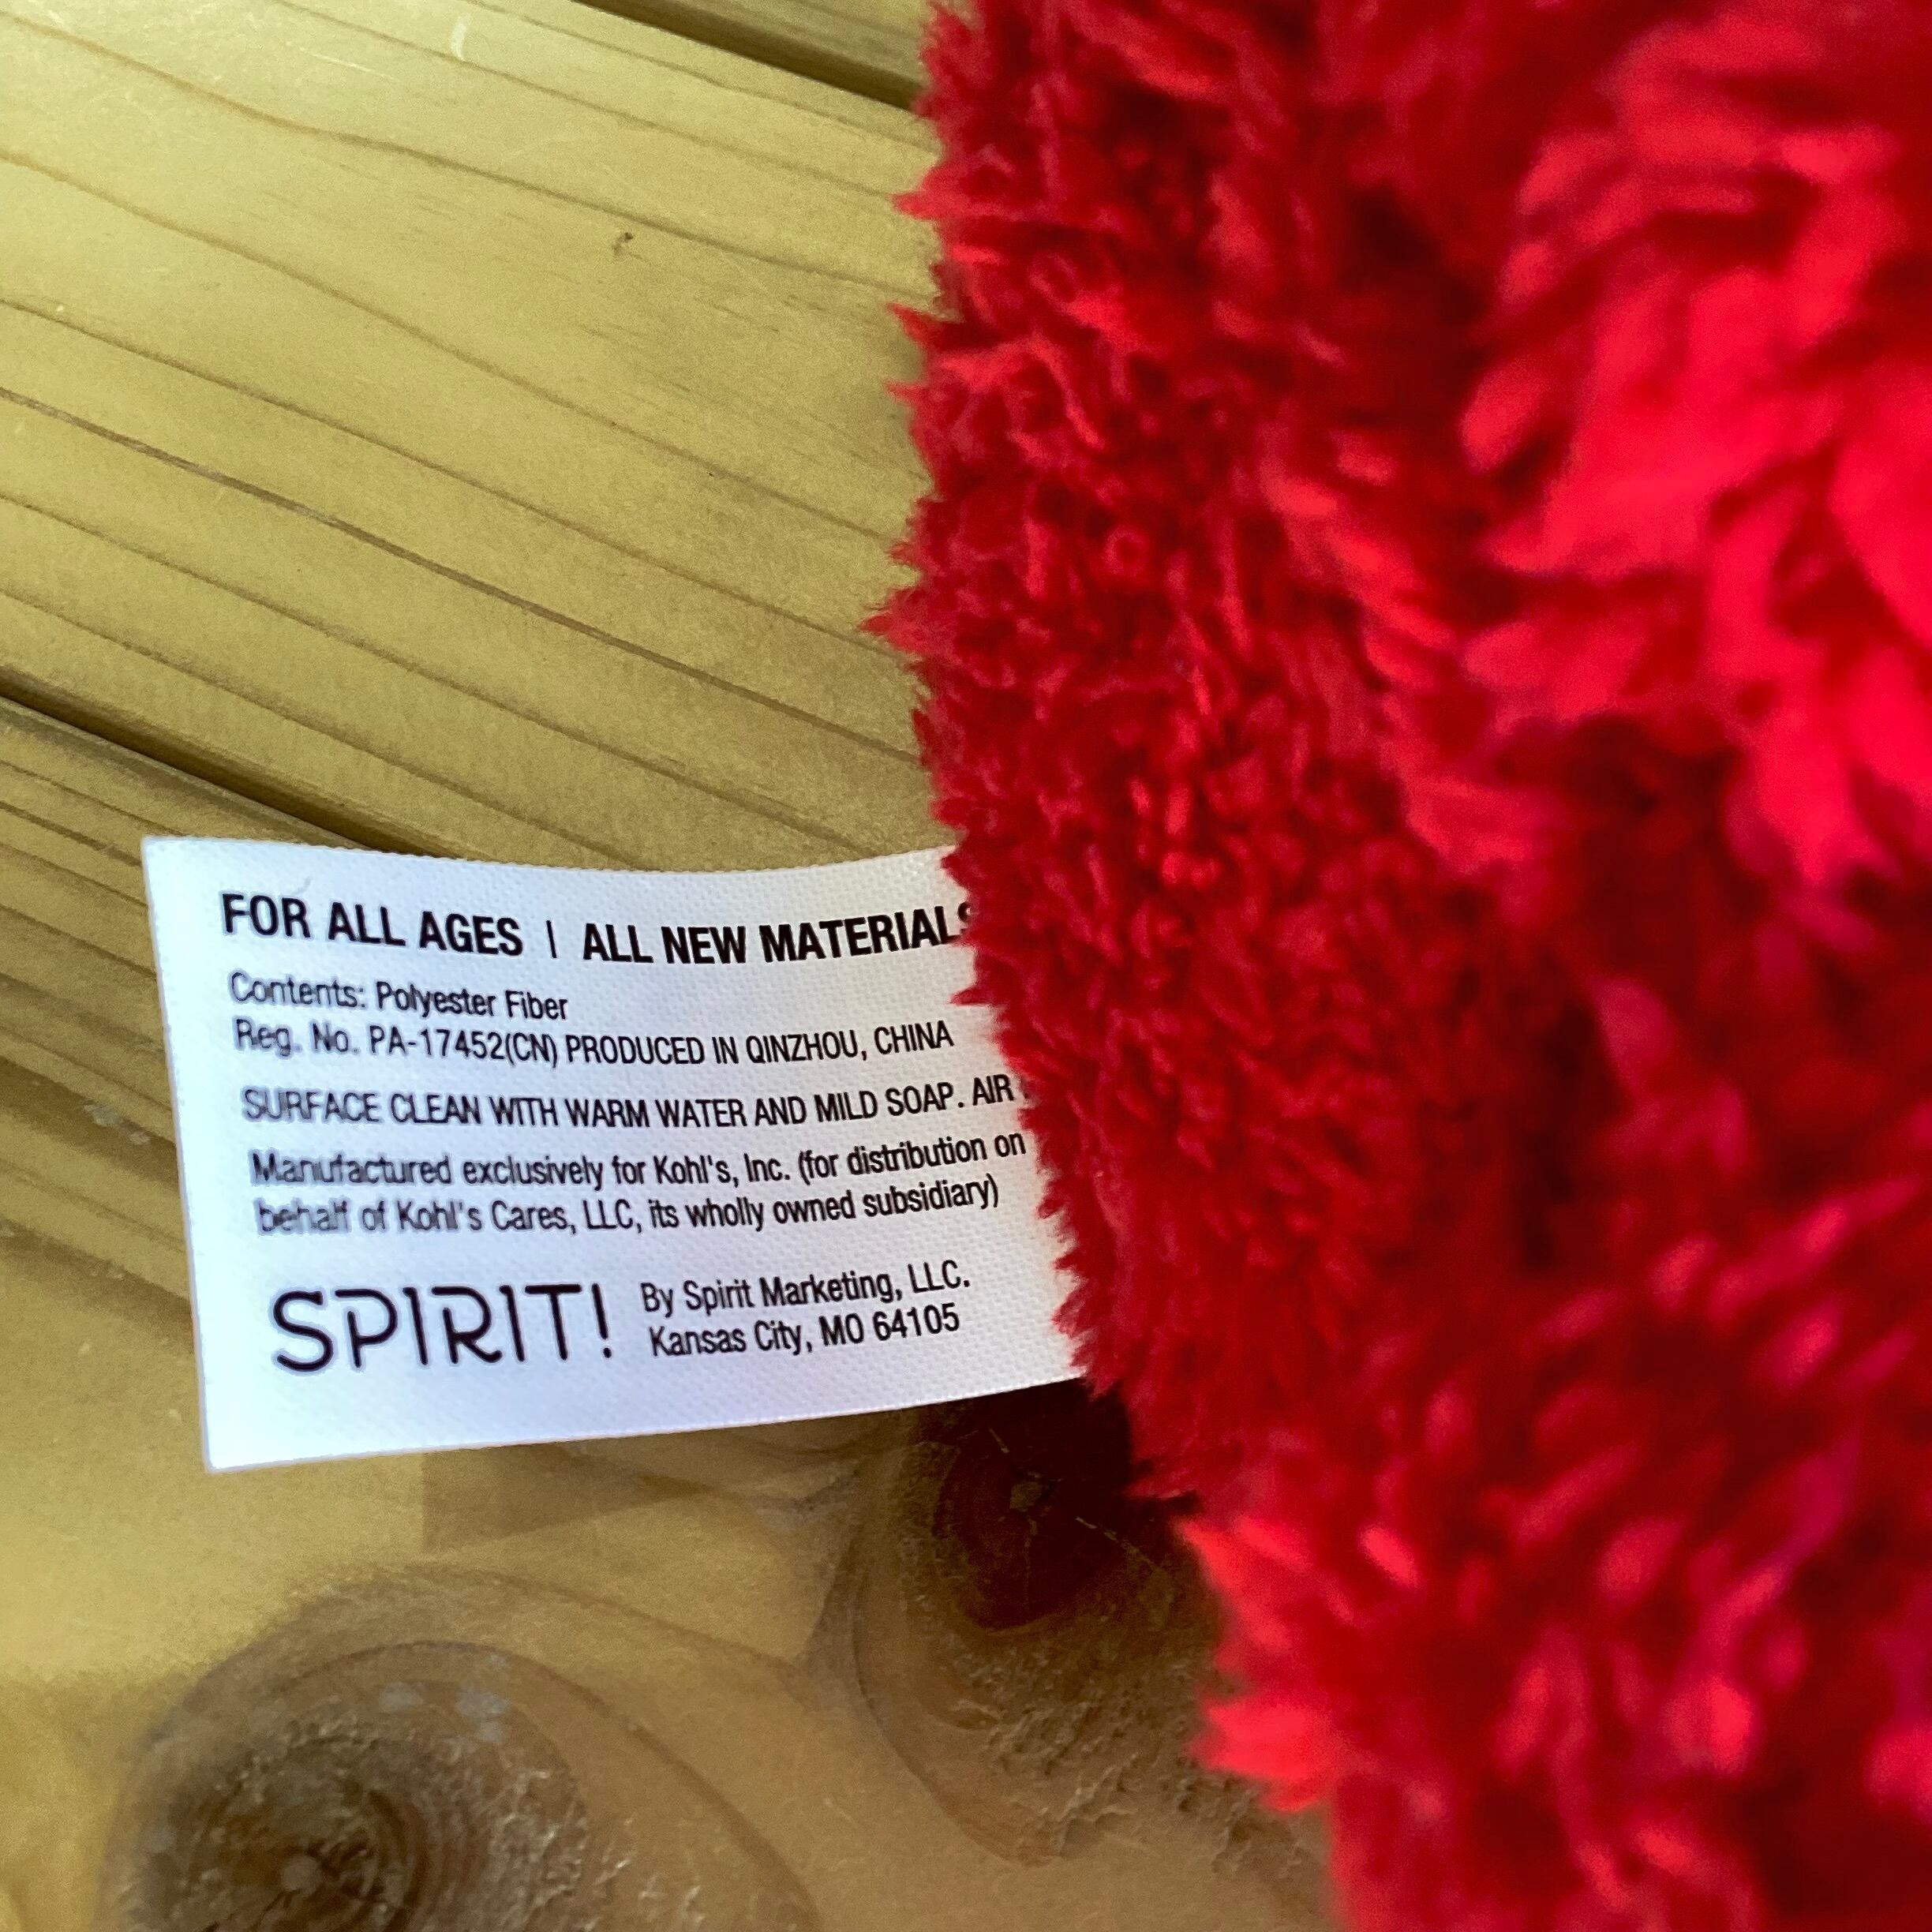 FOR ALL AGES | ALL NEW MATERIALS
Contents: Polyester Fiber
Reg. No. PA-17452(CN) PRODUCED IN QINZHOU, CHINA
SURFACE CLEAN WITH WARM WATER AND MILD SOAP. AIR
Manufactured exclusively for Kohl's, Inc. (for distribution on
behalf of Kohl's Cares, LLC, its wholly owned subsidiary)
SPIRIT!
By Spirit Marketing, LLC.
Kansas City, MO 64105